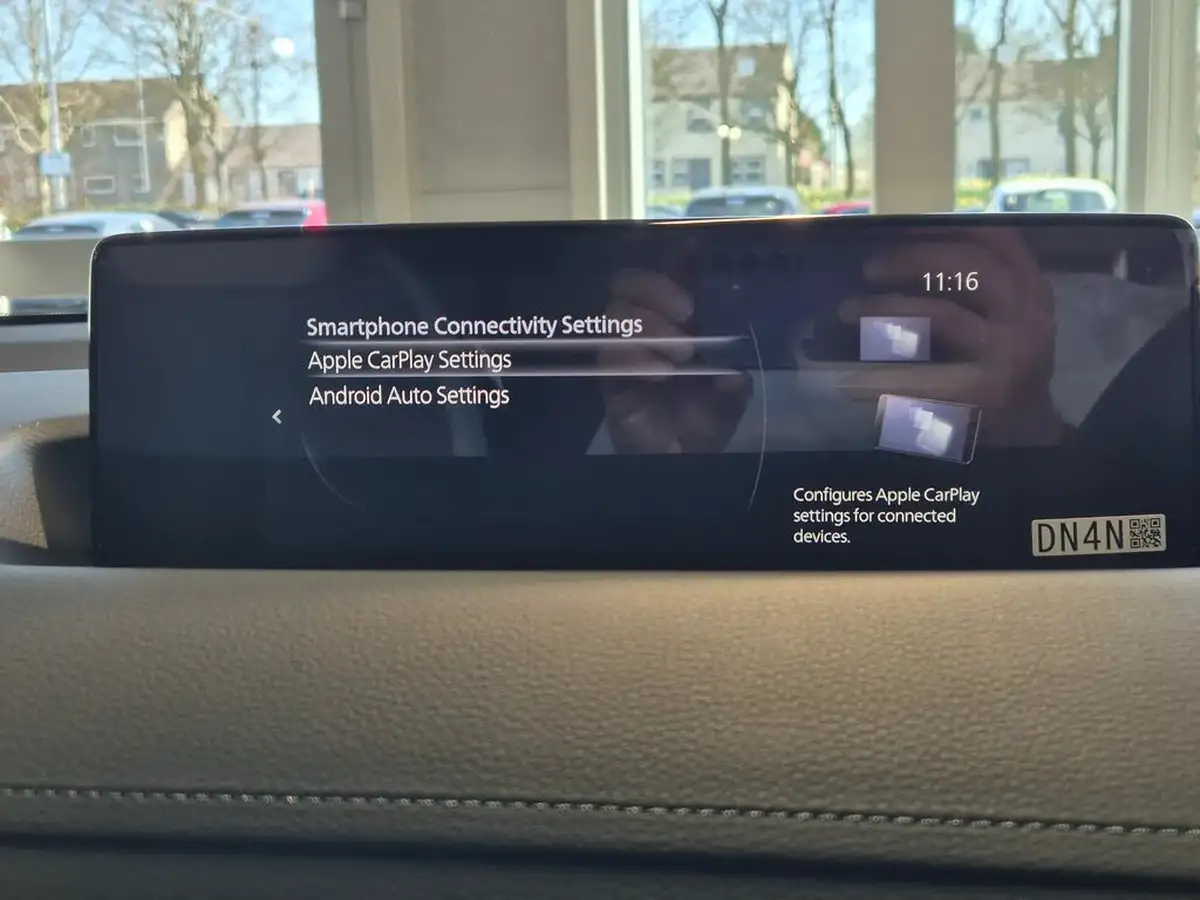 11:16
Smartphone Connectivity Settings
Apple CarPlay Settings
Android Auto Settings
Configures Apple CarPlay
settings for connected
devices.
DN4N